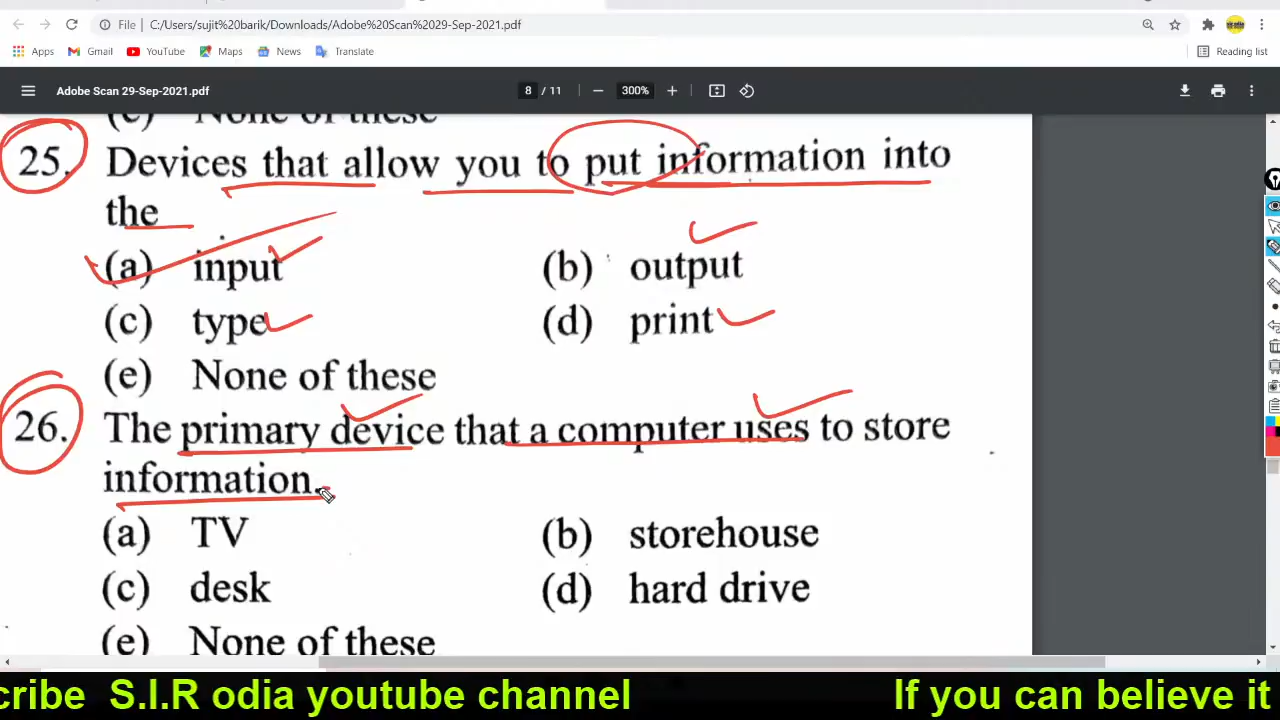 File C:/Users/sujit%20barik/Downloads/Adobe%20Scan%2029-Sep-2021.pdf
Apps Gmail YouTube Maps News Translate Reading list
Adobe Scan 29-Sep-2021.pdf 8 / 11 300%
(e) None of these
25. Devices that allow you to put information into
the
(a) input (b) output
(c) type (d) print
(e) None of these
26. The primary device that a computer uses to store
information.
(a) TV (b) storehouse
(c) desk (d) hard drive
(e) None of these
cribe S.I.R odia youtube channel If you can believe it